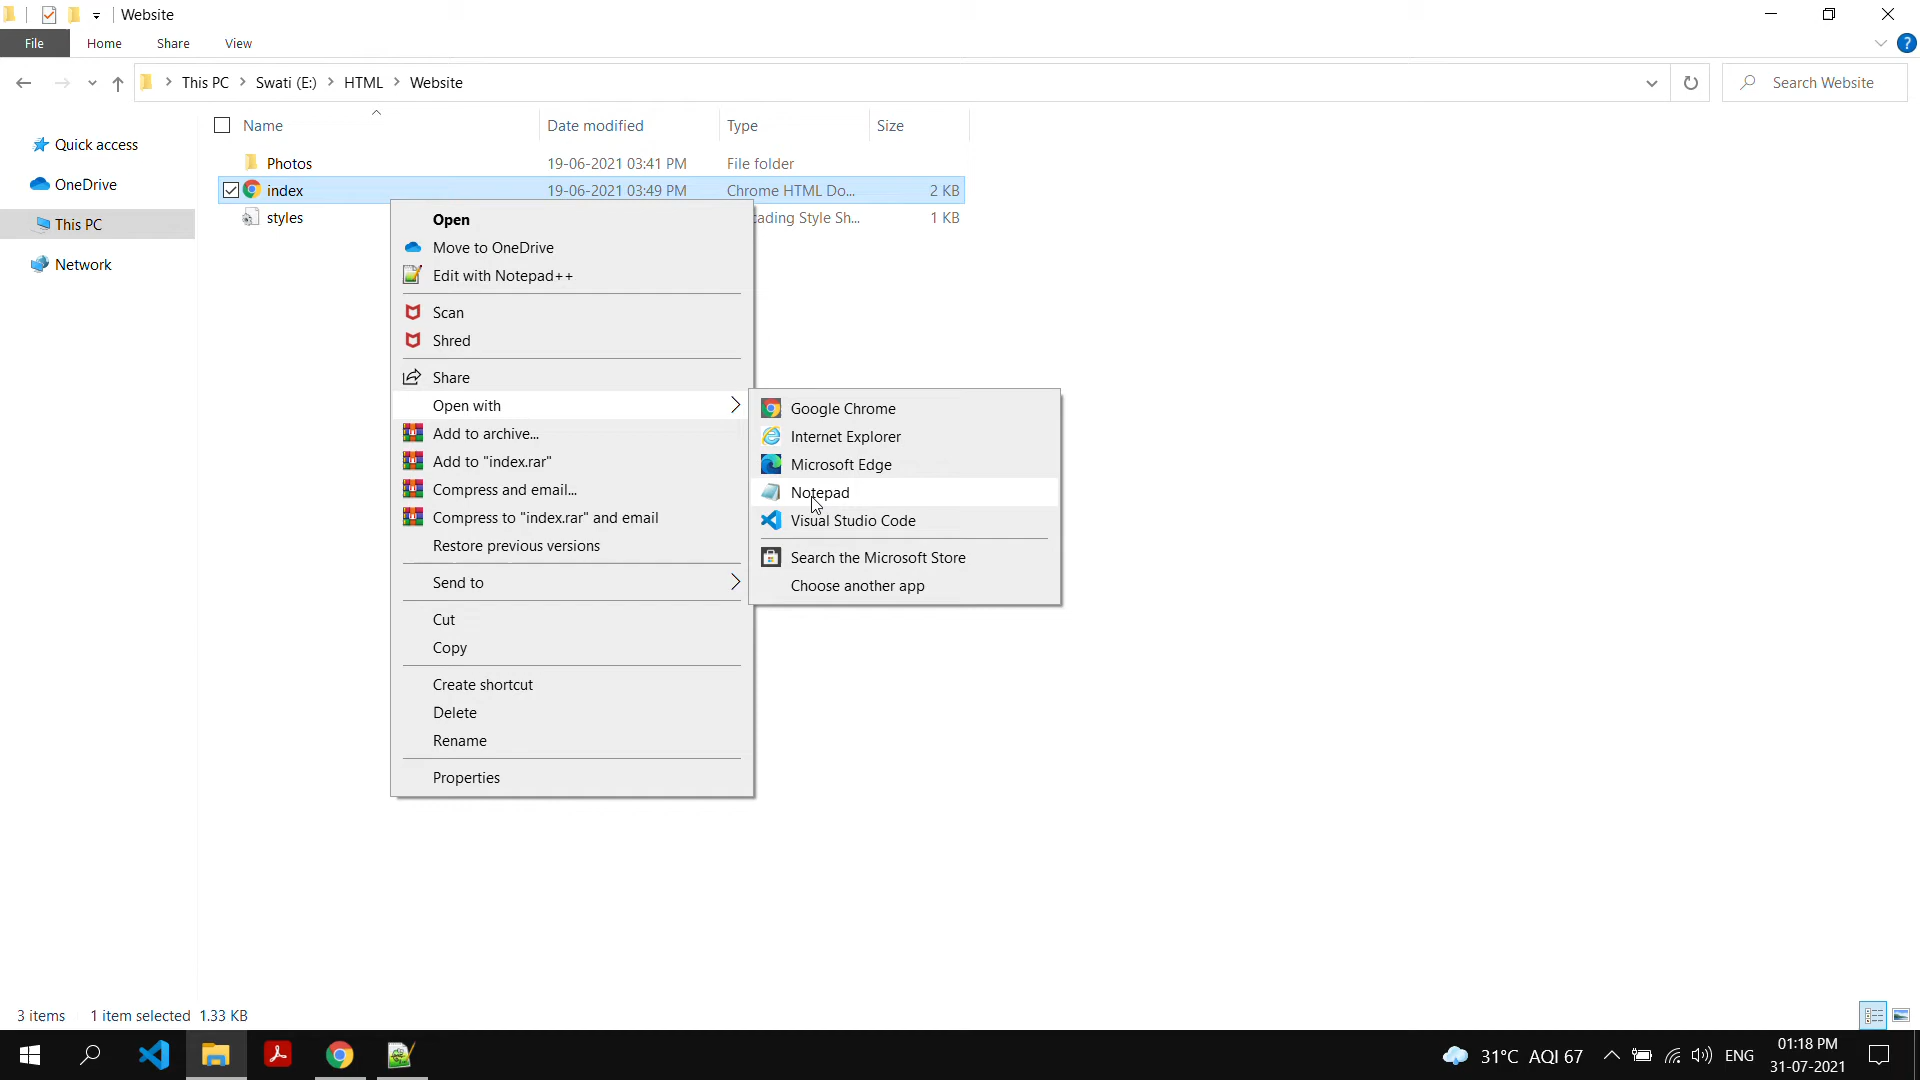 Website
File Home Share View
This PC Swati (E:) HTML Website
Search Website
Quick access
OneDrive
This PC
Network
Name Date modified Type Size
Photos 19-06-2021 03:41 PM File folder
index 19-06-2021 03:49 PM Chrome HTML Do... 2 KB
styles ading Style Sh... 1 KB
Open
Move to OneDrive
Edit with Notepad++
Scan
Shred
Share
Open with
Add to archive...
Add to "index.rar"
Compress and email...
Compress to "index.rar" and email
Restore previous versions
Send to
Cut
Copy
Create shortcut
Delete
Rename
Properties
Google Chrome
Internet Explorer
Microsoft Edge
Notepad
Visual Studio Code
Search the Microsoft Store
Choose another app
3 items 1 item selected 1.33 KB
31°C AQI 67 ENG
01:18 PM
31-07-2021